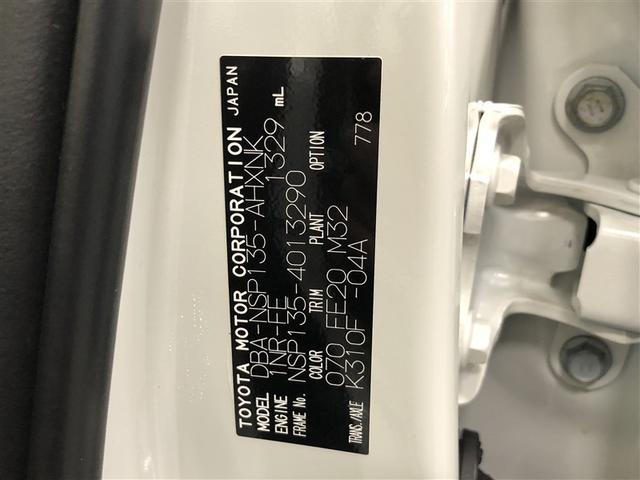 TOYOTA MOTOR CORPORATION JAPAN
MODEL DBA-NSP135-AHXNK
ENGINE 1NR-FE 1329 mL
FRAME No. NSP135-4013290
COLOR TRIM PLANT OPTION
070 FE20 M32 778
TRANS./AXLE K310F -04A